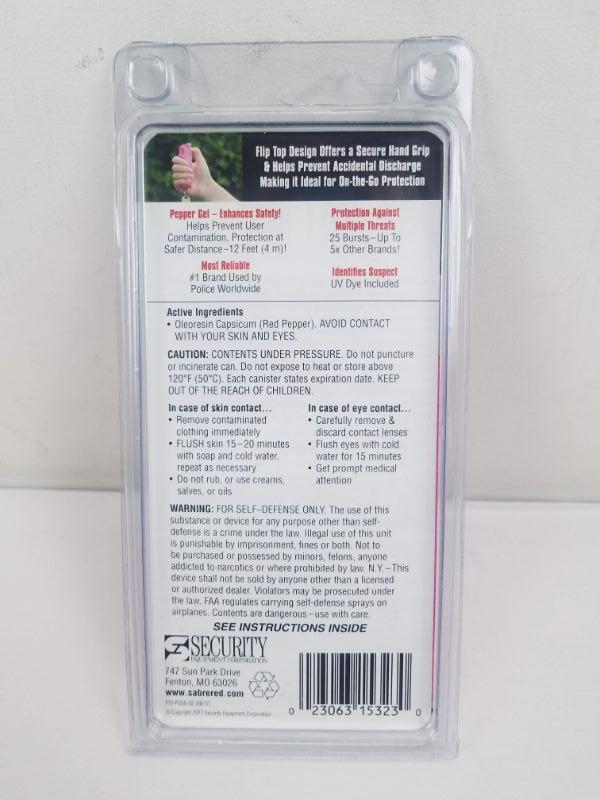 Flip Top Design Offers a Secure Hand Grip
& Helps Prevent Accidental Discharge
Making it Ideal for On-the-Go Protection
Pepper Gel – Enhances Safety!
Helps Prevent User
Contamination, Protection at
Safer Distance–12 Feet (4 m)!
Most Reliable
#1 Brand Used by
Police Worldwide
Protection Against
Multiple Threats
25 Bursts–Up To
5x Other Brands!
Identifies Suspect
UV Dye Included
Active Ingredients
• Oleoresin Capsicum (Red Pepper). AVOID CONTACT
WITH YOUR SKIN AND EYES.
CAUTION: CONTENTS UNDER PRESSURE. Do not puncture
or incinerate can. Do not expose to heat or store above
120°F (50°C). Each canister states expiration date. KEEP
OUT OF THE REACH OF CHILDREN.
In case of skin contact...
• Remove contaminated
clothing immediately
• FLUSH skin 15–20 minutes
with soap and cold water,
repeat as necessary
• Do not rub, or use creams,
salves, or oils
In case of eye contact...
• Carefully remove &
discard contact lenses
• Flush eyes with cold
water for 15 minutes
• Get prompt medical
attention
WARNING: FOR SELF–DEFENSE ONLY. The use of this
substance or device for any purpose other than self-
defense is a crime under the law. Illegal use of this unit
is punishable by imprisonment, fines or both. Not to
be purchased or possessed by minors, felons, anyone
addicted to narcotics or where prohibited by law. N.Y.–This
device shall not be sold by anyone other than a licensed
or authorized dealer. Violators may be prosecuted under
the law. FAA regulates carrying self-defense sprays on
airplanes. Contents are dangerous–use with care.
SEE INSTRUCTIONS INSIDE
SECURITY
EQUIPMENT CORPORATION
747 Sun Park Drive
Fenton, MO 63026
www.sabrered.com
© Copyright 2017 Security Equipment Corporation
0 23063 15323 0